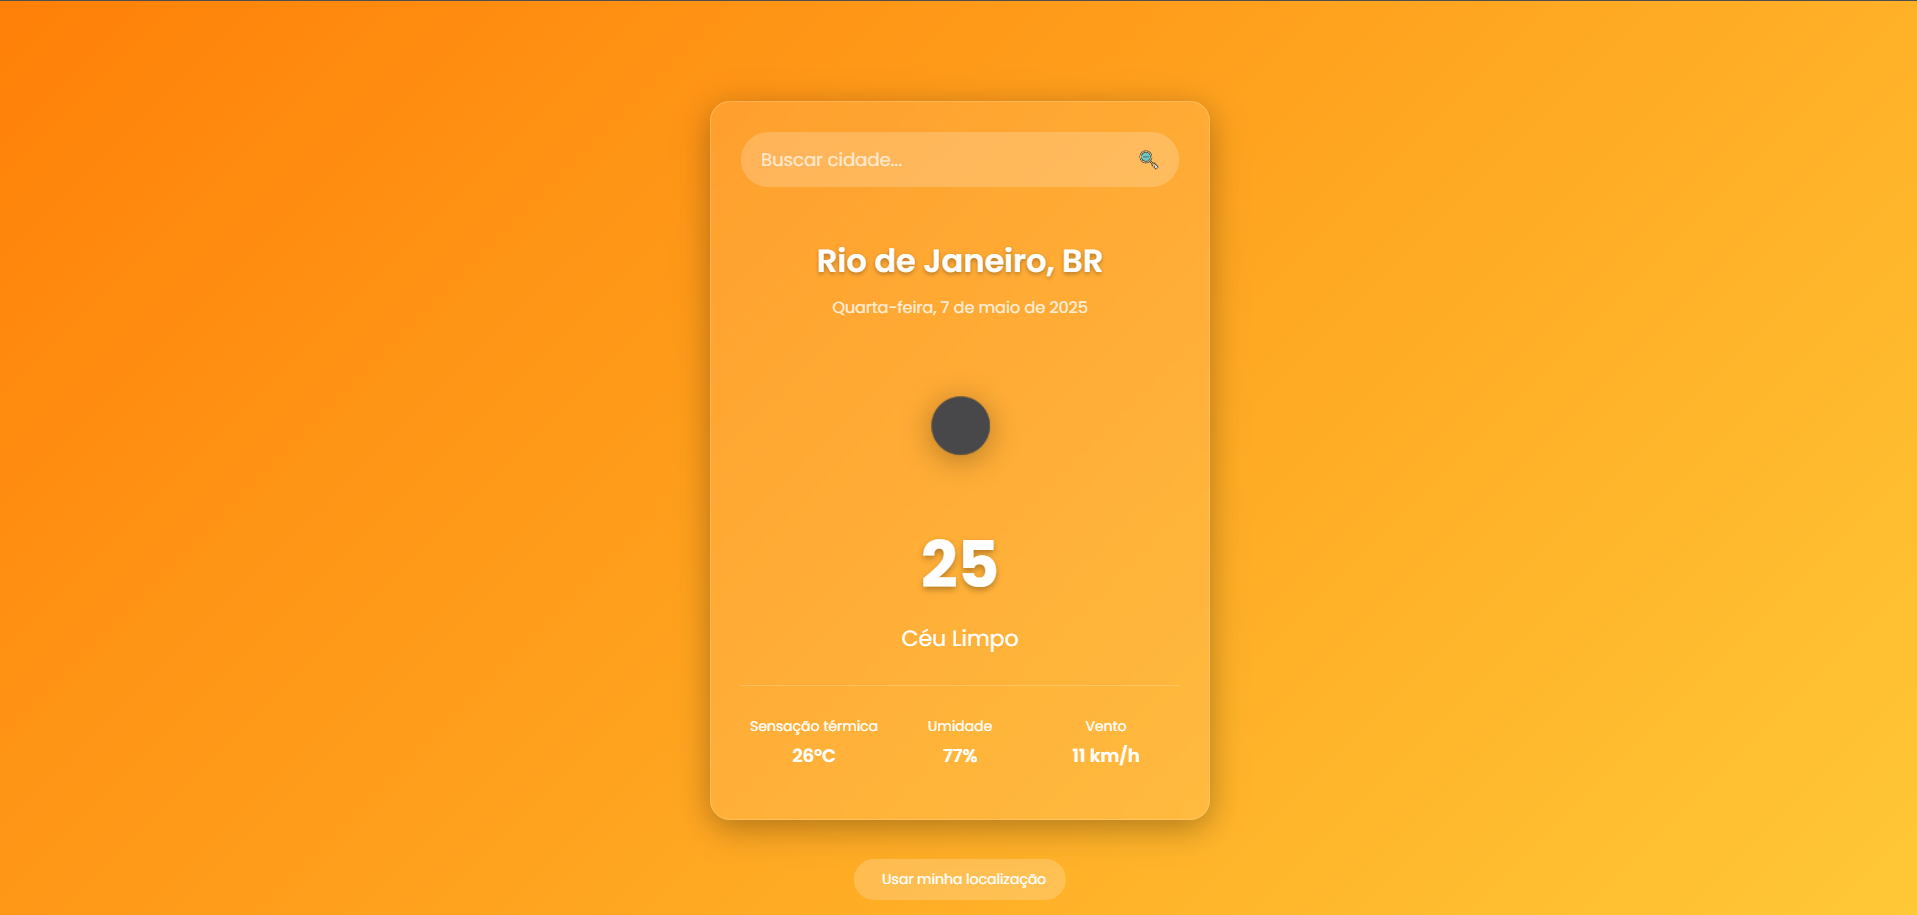 Buscar cidade...
Rio de Janeiro, BR
Quarta-feira, 7 de maio de 2025
25
Céu Limpo
Sensação térmica Umidade Vento
26°C 77% 11 km/h
Usar minha localização